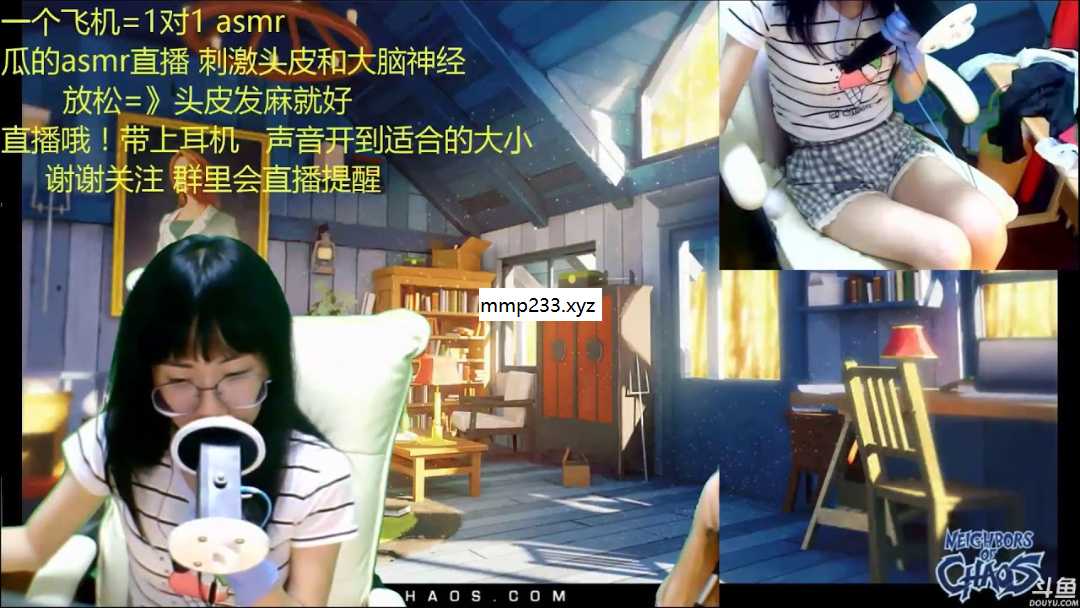 一个飞机=1对1 asmr
瓜的asmr直播 刺激头皮和大脑神经
放松=》头皮发麻就好
直播哦！带上耳机 声音开到适合的大小
谢谢关注 群里会直播提醒
mmp233.xyz
NEIGHBORS
OF
CHAOS
斗鱼
DOUYU.COM
HAOS.COM